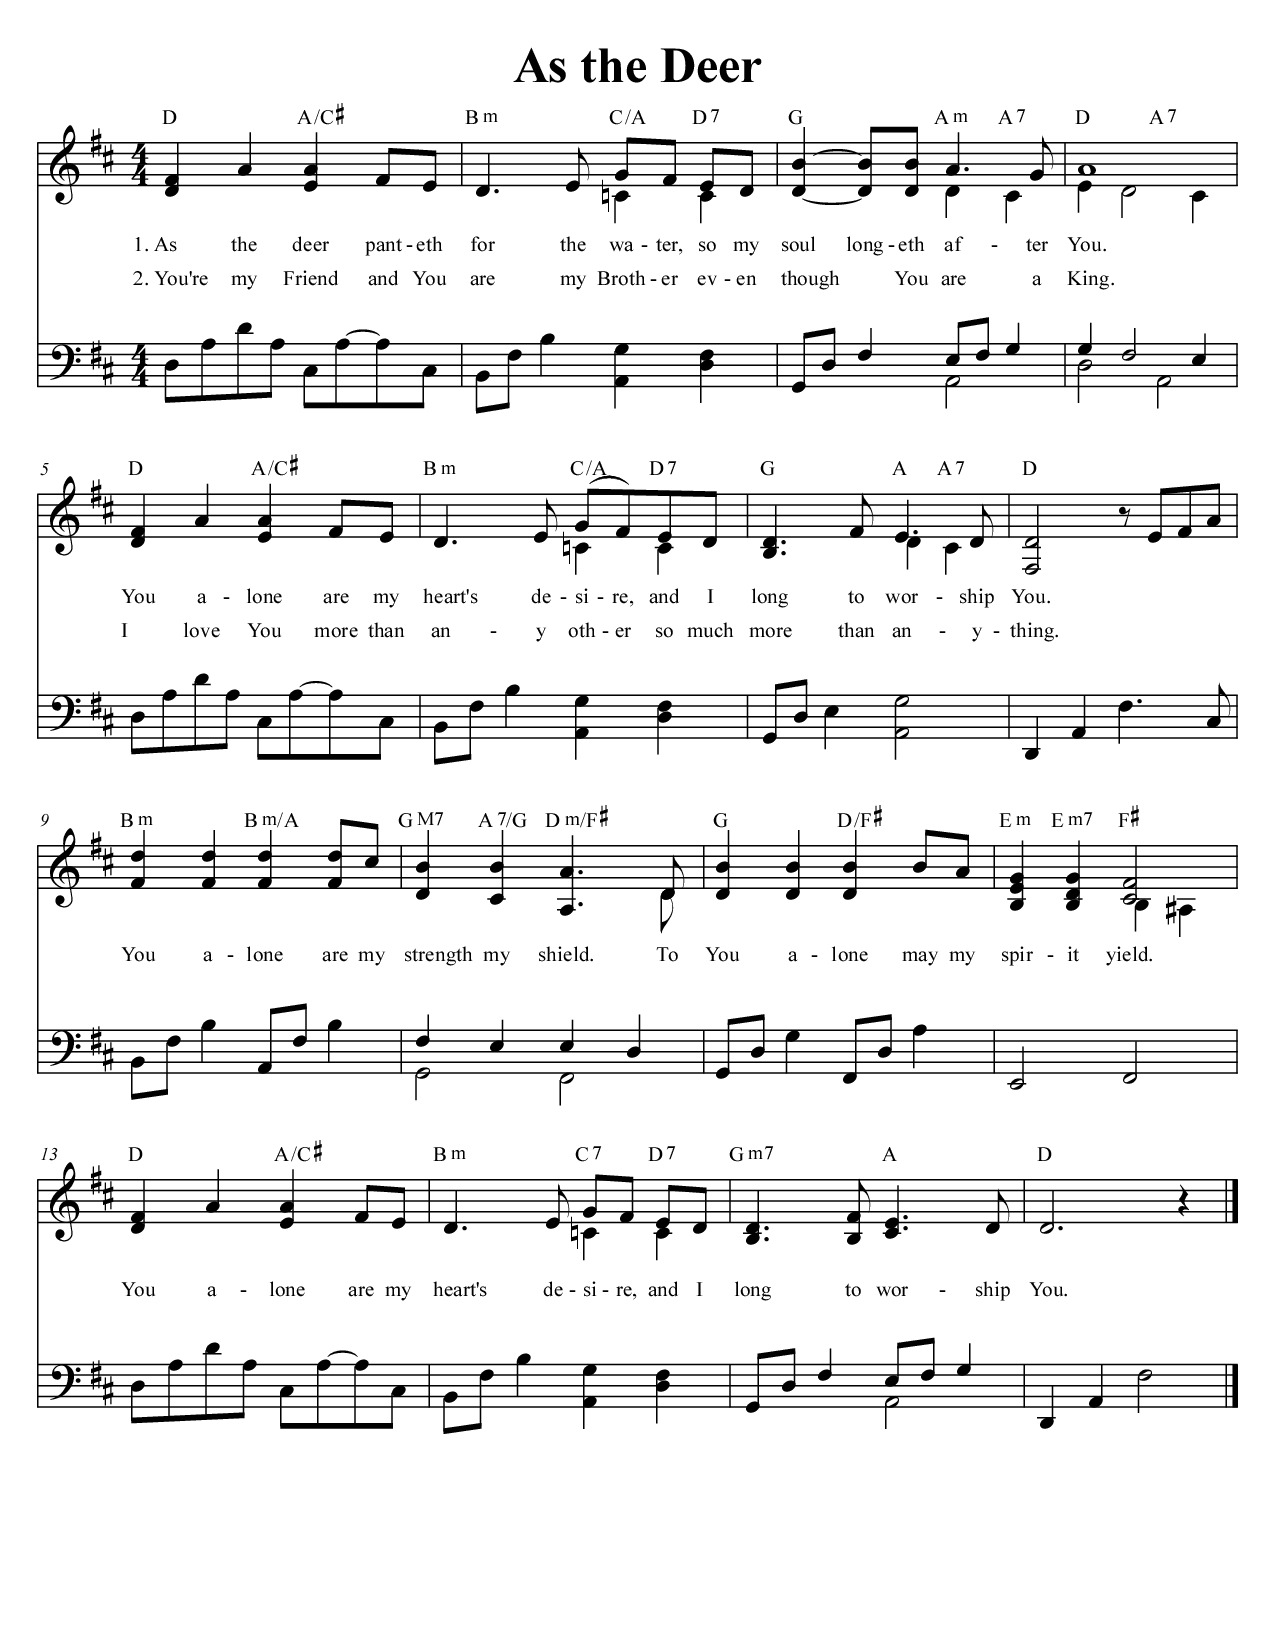 As the Deer
D A/C♯ Bm C/A D7 G Am A7 D A7
1. As the deer pant - eth for the wa - ter, so my soul long - eth af - ter You.
2. You're my Friend and You are my Broth - er ev - en though You are a King.
5 D A/C♯ Bm C/A D7 G A A7 D
You a - lone are my heart's de - si - re, and I long to wor - ship You.
I love You more than an - y oth - er so much more than an - y - thing.
9 Bm Bm/A GM7 A7/G Dm/F♯ G D/F♯ Em Em7 F♯
You a - lone are my strength my shield. To You a - lone may my spir - it yield.
13 D A/C♯ Bm C7 D7 Gm7 A D
You a - lone are my heart's de - si - re, and I long to wor - ship You.